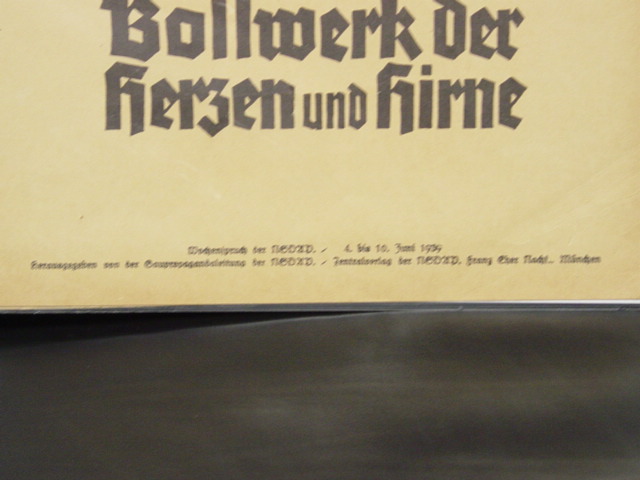 Bollwerk der
Herzen und Hirne
Wochenspruch der NSDAP. / 4. bis 10. Juni 1939
Herausgegeben von der Gaupropagandaleitung der NSDAP. / Zentralverlag der NSDAP. Franz Eher Nachf., München